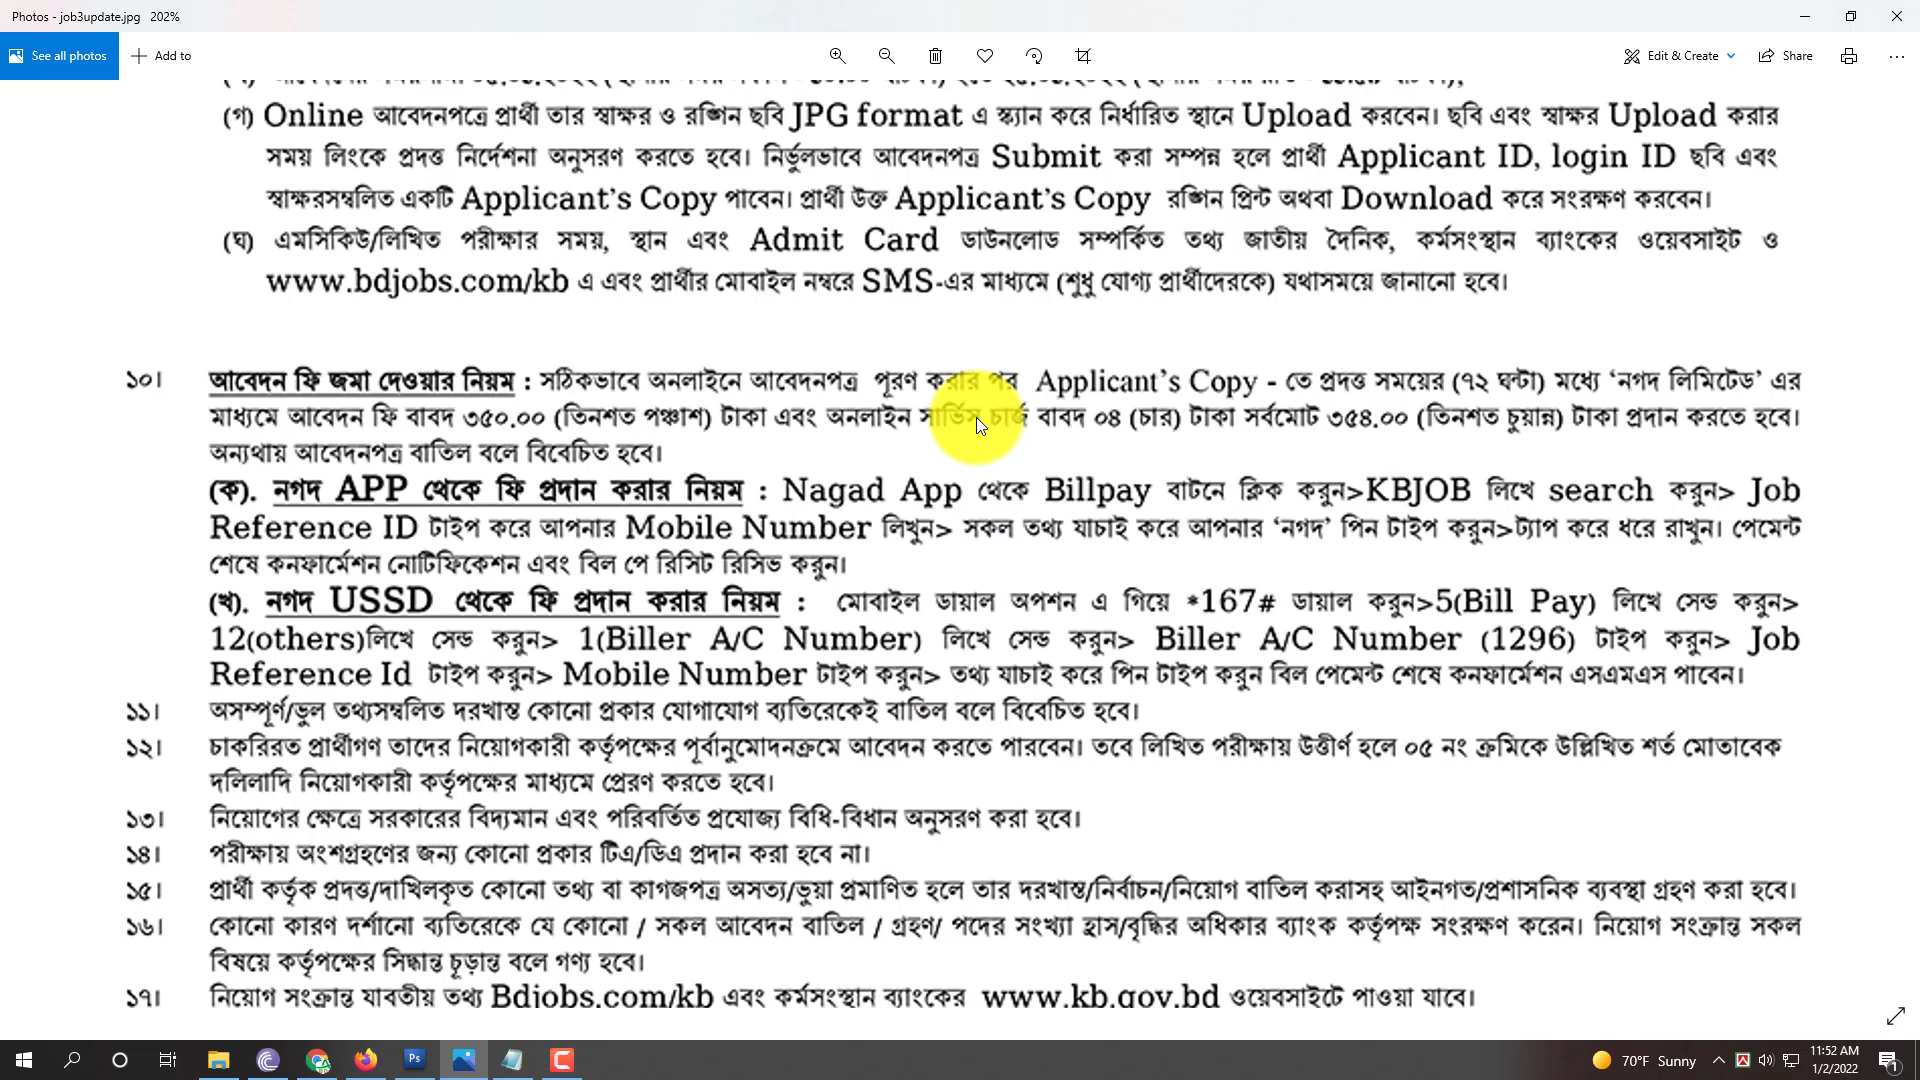 Photos - job3update.jpg 202%
See all photos
Add to
Edit & Create
Share
(গ) Online আবেদনপত্রে প্রার্থী তার স্বাক্ষর ও রঙ্গিন ছবি JPG format এ স্ক্যান করে নির্ধারিত স্থানে Upload করবেন। ছবি এবং স্বাক্ষর Upload করার
সময় লিংকে প্রদত্ত নির্দেশনা অনুসরণ করতে হবে। নির্ভুলভাবে আবেদনপত্র Submit করা সম্পন্ন হলে প্রার্থী Applicant ID, login ID ছবি এবং
স্বাক্ষরসম্বলিত একটি Applicant's Copy পাবেন। প্রার্থী উক্ত Applicant's Copy রঙ্গিন প্রিন্ট অথবা Download করে সংরক্ষণ করবেন।
(ঘ) এমসিকিউ/লিখিত পরীক্ষার সময়, স্থান এবং Admit Card ডাউনলোড সম্পর্কিত তথ্য জাতীয় দৈনিক, কর্মসংস্থান ব্যাংকের ওয়েবসাইট ও
www.bdjobs.com/kb এ এবং প্রার্থীর মোবাইল নম্বরে SMS-এর মাধ্যমে (শুধু যোগ্য প্রার্থীদেরকে) যথাসময়ে জানানো হবে।
১০। আবেদন ফি জমা দেওয়ার নিয়ম : সঠিকভাবে অনলাইনে আবেদনপত্র পূরণ করার পর Applicant's Copy - তে প্রদত্ত সময়ের (৭২ ঘন্টা) মধ্যে ‘নগদ লিমিটেড’ এর
মাধ্যমে আবেদন ফি বাবদ ৩৫০.০০ (তিনশত পঞ্চাশ) টাকা এবং অনলাইন সার্ভিস চার্জ বাবদ ০৪ (চার) টাকা সর্বমোট ৩৫৪.০০ (তিনশত চুয়ান্ন) টাকা প্রদান করতে হবে।
অন্যথায় আবেদনপত্র বাতিল বলে বিবেচিত হবে।
(ক). নগদ APP থেকে ফি প্রদান করার নিয়ম : Nagad App থেকে Billpay বাটনে ক্লিক করুন>KBJOB লিখে search করুন> Job
Reference ID টাইপ করে আপনার Mobile Number লিখুন> সকল তথ্য যাচাই করে আপনার ‘নগদ’ পিন টাইপ করুন>ট্যাপ করে ধরে রাখুন। পেমেন্ট
শেষে কনফার্মেশন নোটিফিকেশন এবং বিল পে রিসিট রিসিভ করুন।
(খ). নগদ USSD থেকে ফি প্রদান করার নিয়ম : মোবাইল ডায়াল অপশন এ গিয়ে *167# ডায়াল করুন>5(Bill Pay) লিখে সেন্ড করুন>
12(others)লিখে সেন্ড করুন> 1(Biller A/C Number) লিখে সেন্ড করুন> Biller A/C Number (1296) টাইপ করুন> Job
Reference Id টাইপ করুন> Mobile Number টাইপ করুন> তথ্য যাচাই করে পিন টাইপ করুন বিল পেমেন্ট শেষে কনফার্মেশন এসএমএস পাবেন।
১১। অসম্পূর্ণ/ভুল তথ্যসম্বলিত দরখাস্ত কোনো প্রকার যোগাযোগ ব্যতিরেকেই বাতিল বলে বিবেচিত হবে।
১২। চাকরিরত প্রার্থীগণ তাদের নিয়োগকারী কর্তৃপক্ষের পূর্বানুমোদনক্রমে আবেদন করতে পারবেন। তবে লিখিত পরীক্ষায় উত্তীর্ণ হলে ০৫ নং ক্রমিকে উল্লিখিত শর্ত মোতাবেক
দলিলাদি নিয়োগকারী কর্তৃপক্ষের মাধ্যমে প্রেরণ করতে হবে।
১৩। নিয়োগের ক্ষেত্রে সরকারের বিদ্যমান এবং পরিবর্তিত প্রযোজ্য বিধি-বিধান অনুসরণ করা হবে।
১৪। পরীক্ষায় অংশগ্রহণের জন্য কোনো প্রকার টিএ/ডিএ প্রদান করা হবে না।
১৫। প্রার্থী কর্তৃক প্রদত্ত/দাখিলকৃত কোনো তথ্য বা কাগজপত্র অসত্য/ভুয়া প্রমাণিত হলে তার দরখাস্ত/নির্বাচন/নিয়োগ বাতিল করাসহ আইনগত/প্রশাসনিক ব্যবস্থা গ্রহণ করা হবে।
১৬। কোনো কারণ দর্শানো ব্যতিরেকে যে কোনো / সকল আবেদন বাতিল / গ্রহণ/ পদের সংখ্যা হ্রাস/বৃদ্ধির অধিকার ব্যাংক কর্তৃপক্ষ সংরক্ষণ করেন। নিয়োগ সংক্রান্ত সকল
বিষয়ে কর্তৃপক্ষের সিদ্ধান্ত চূড়ান্ত বলে গণ্য হবে।
১৭। নিয়োগ সংক্রান্ত যাবতীয় তথ্য Bdjobs.com/kb এবং কর্মসংস্থান ব্যাংকের www.kb.gov.bd ওয়েবসাইটে পাওয়া যাবে।
Ps
70°F Sunny
11:52 AM
1/2/2022
1